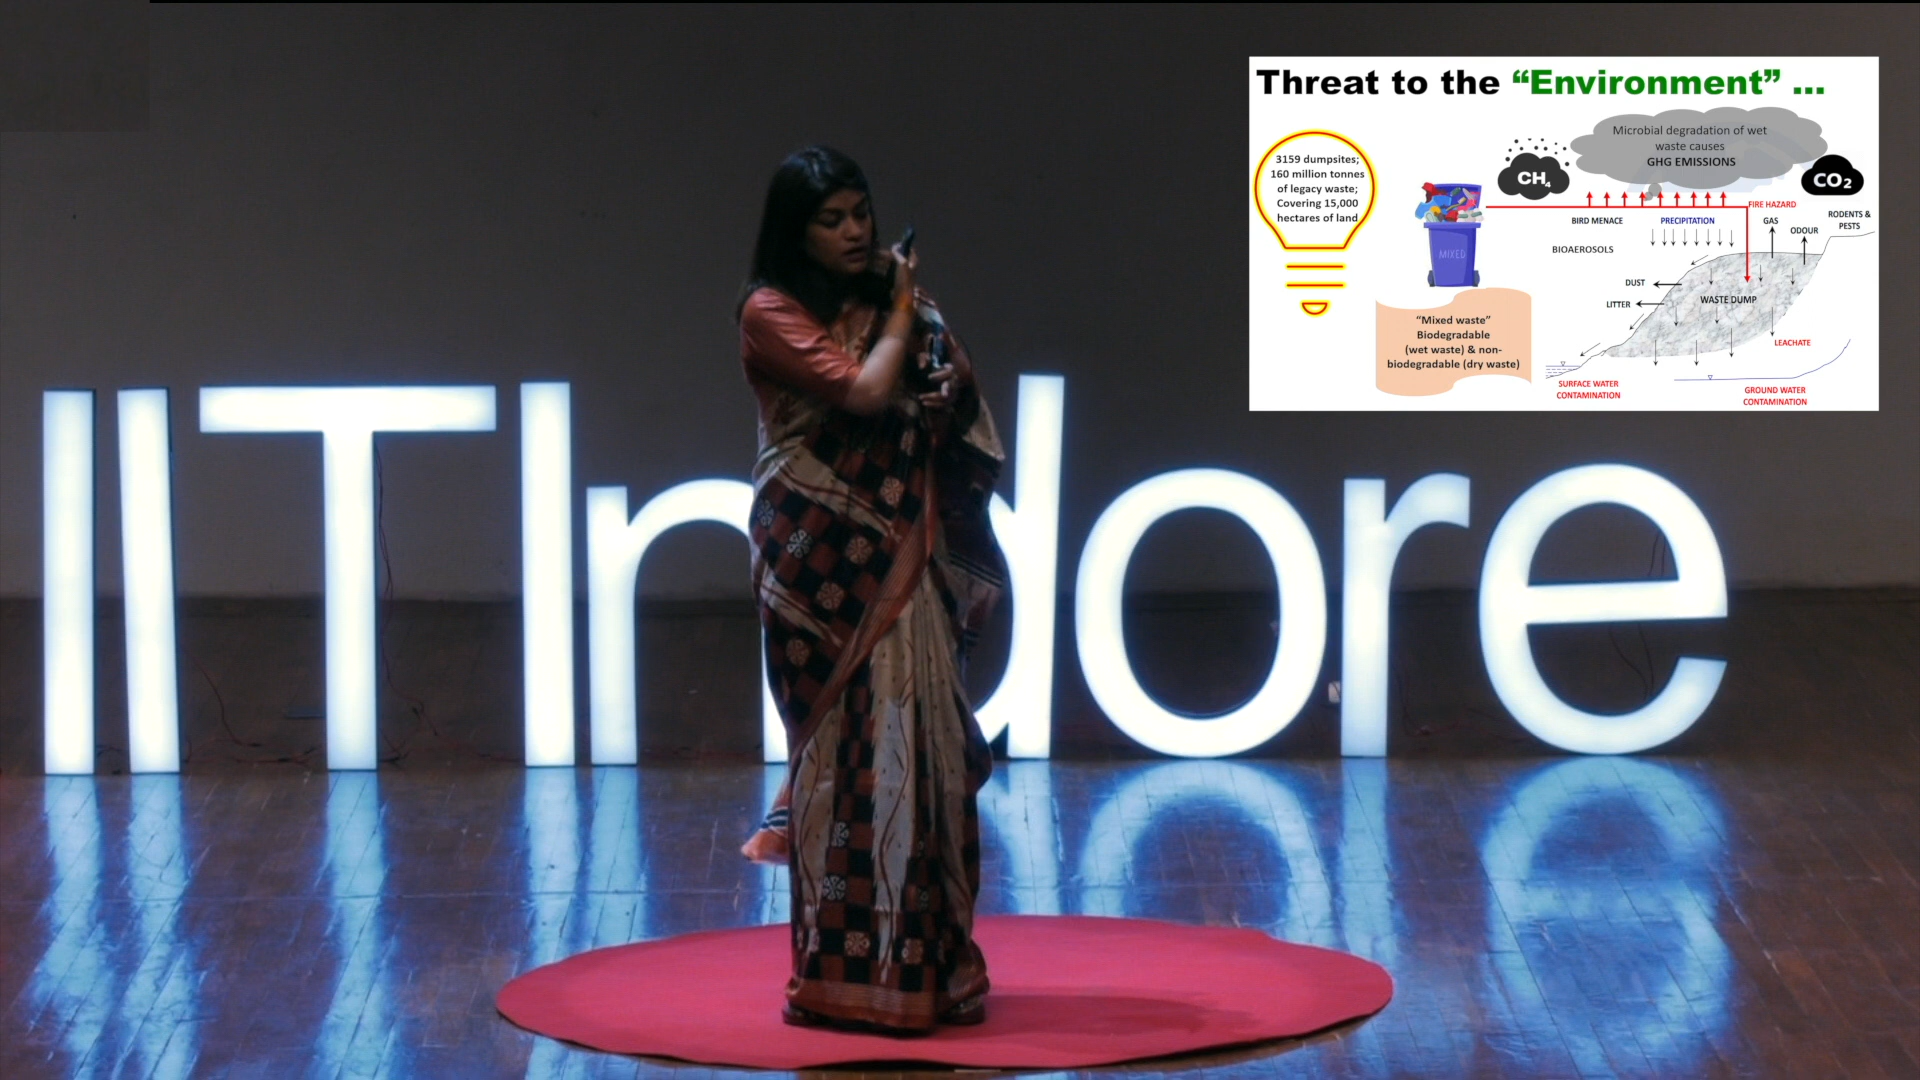 Threat to the “Environment” ...
3159 dumpsites;
160 million tonnes
of legacy waste;
Covering 15,000
hectares of land
Microbial degradation of wet
waste causes
GHG EMISSIONS
CH4
CO2
MIXED
FIRE HAZARD
BIRD MENACE
PRECIPITATION
GAS
ODOUR
RODENTS &
PESTS
BIOAEROSOLS
DUST
LITTER
WASTE DUMP
LEACHATE
“Mixed waste”
Biodegradable
(wet waste) & non-
biodegradable (dry waste)
SURFACE WATER
CONTAMINATION
GROUND WATER
CONTAMINATION
IITIndore